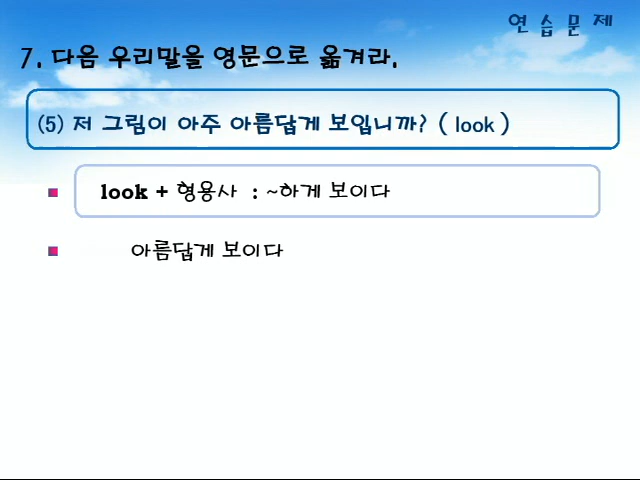 연습문제
7. 다음 우리말을 영문으로 옮겨라.
(5) 저 그림이 아주 아름답게 보입니까? ( look )
look + 형용사 : ~하게 보이다
아름답게 보이다